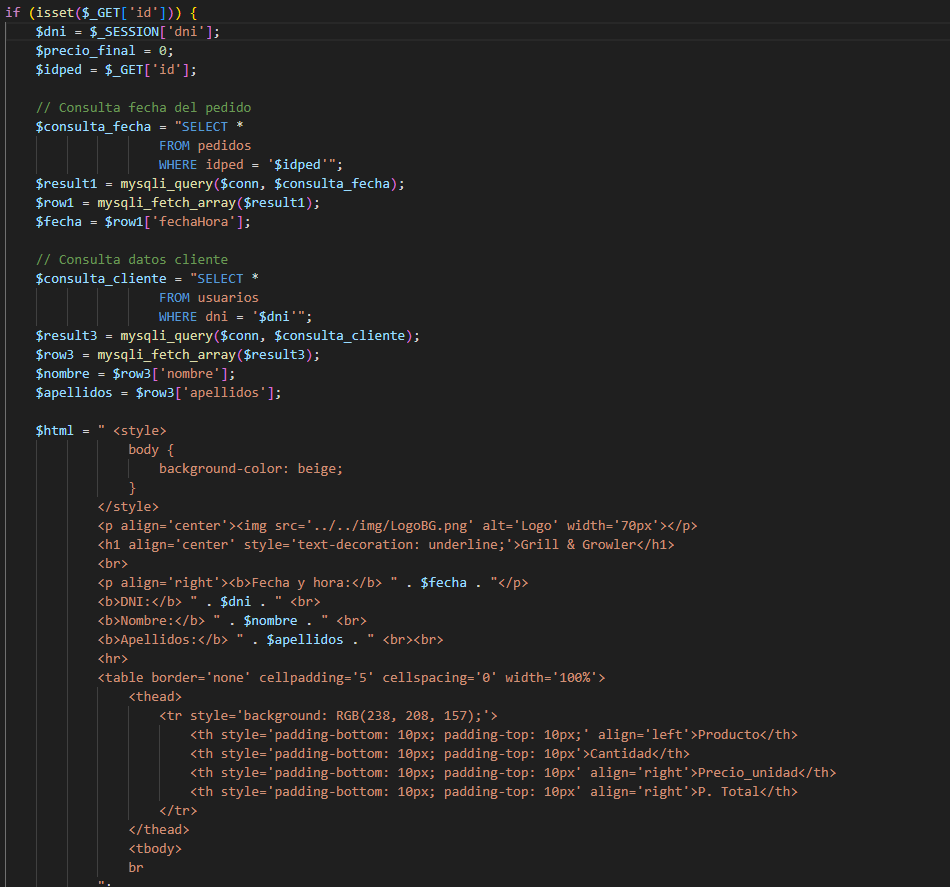 if (isset($_GET['id'])) {
$dni = $_SESSION['dni'];
$precio_final = 0;
$idped = $_GET['id'];
// Consulta fecha del pedido
$consulta_fecha = "SELECT *
FROM pedidos
WHERE idped = '$idped'";
$result1 = mysqli_query($conn, $consulta_fecha);
$row1 = mysqli_fetch_array($result1);
$fecha = $row1['fechaHora'];
// Consulta datos cliente
$consulta_cliente = "SELECT *
FROM usuarios
WHERE dni = '$dni'";
$result3 = mysqli_query($conn, $consulta_cliente);
$row3 = mysqli_fetch_array($result3);
$nombre = $row3['nombre'];
$apellidos = $row3['apellidos'];
$html = " <style>
body {
background-color: beige;
}
</style>
<p align='center'><img src='../../img/LogoBG.png' alt='Logo' width='70px'></p>
<h1 align='center' style='text-decoration: underline;'>Grill & Growler</h1>
<br>
<p align='right'><b>Fecha y hora:</b> " . $fecha . "</p>
<b>DNI:</b> " . $dni . " <br>
<b>Nombre:</b> " . $nombre . " <br>
<b>Apellidos:</b> " . $apellidos . " <br><br>
<hr>
<table border='none' cellpadding='5' cellspacing='0' width='100%'>
<thead>
<tr style='background: RGB(238, 208, 157);'>
<th style='padding-bottom: 10px; padding-top: 10px;' align='left'>Producto</th>
<th style='padding-bottom: 10px; padding-top: 10px'>Cantidad</th>
<th style='padding-bottom: 10px; padding-top: 10px' align='right'>Precio_unidad</th>
<th style='padding-bottom: 10px; padding-top: 10px' align='right'>P. Total</th>
</tr>
</thead>
<tbody>
br
";